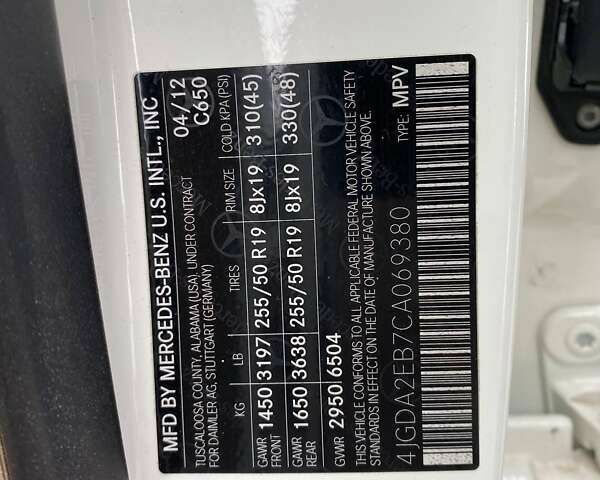 MFD BY MERCEDES-BENZ U.S. INTL., INC
TUSCALOOSA COUNTY, ALABAMA (USA), UNDER CONTRACT 04/12
FOR DAIMLER AG, STUTTGART (GERMANY) C650
KG LB TIRES RIM SIZE COLD KPA(PSI)
GAWR FRONT 1450 3197 255/50 R19 8Jx19 310(45)
GAWR REAR 1650 3638 255/50 R19 8Jx19 330(48)
GVWR 2950 6504
THIS VEHICLE CONFORMS TO ALL APPLICABLE FEDERAL MOTOR VEHICLE SAFETY
STANDARDS IN EFFECT ON THE DATE OF MANUFACTURE SHOWN ABOVE.
TYPE: MPV
4JGDA2EB7CA069380